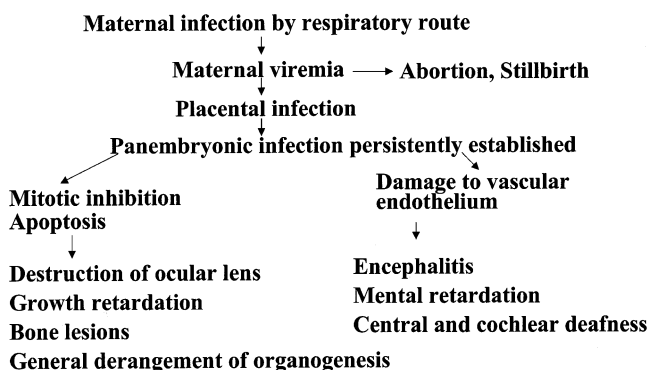 Maternal infection by respiratory route
Maternal viremia
Abortion, Stillbirth
Placental infection
Panembryonic infection persistently established
Mitotic inhibition
Apoptosis
Damage to vascular
endothelium
Destruction of ocular lens
Growth retardation
Bone lesions
General derangement of organogenesis
Encephalitis
Mental retardation
Central and cochlear deafness